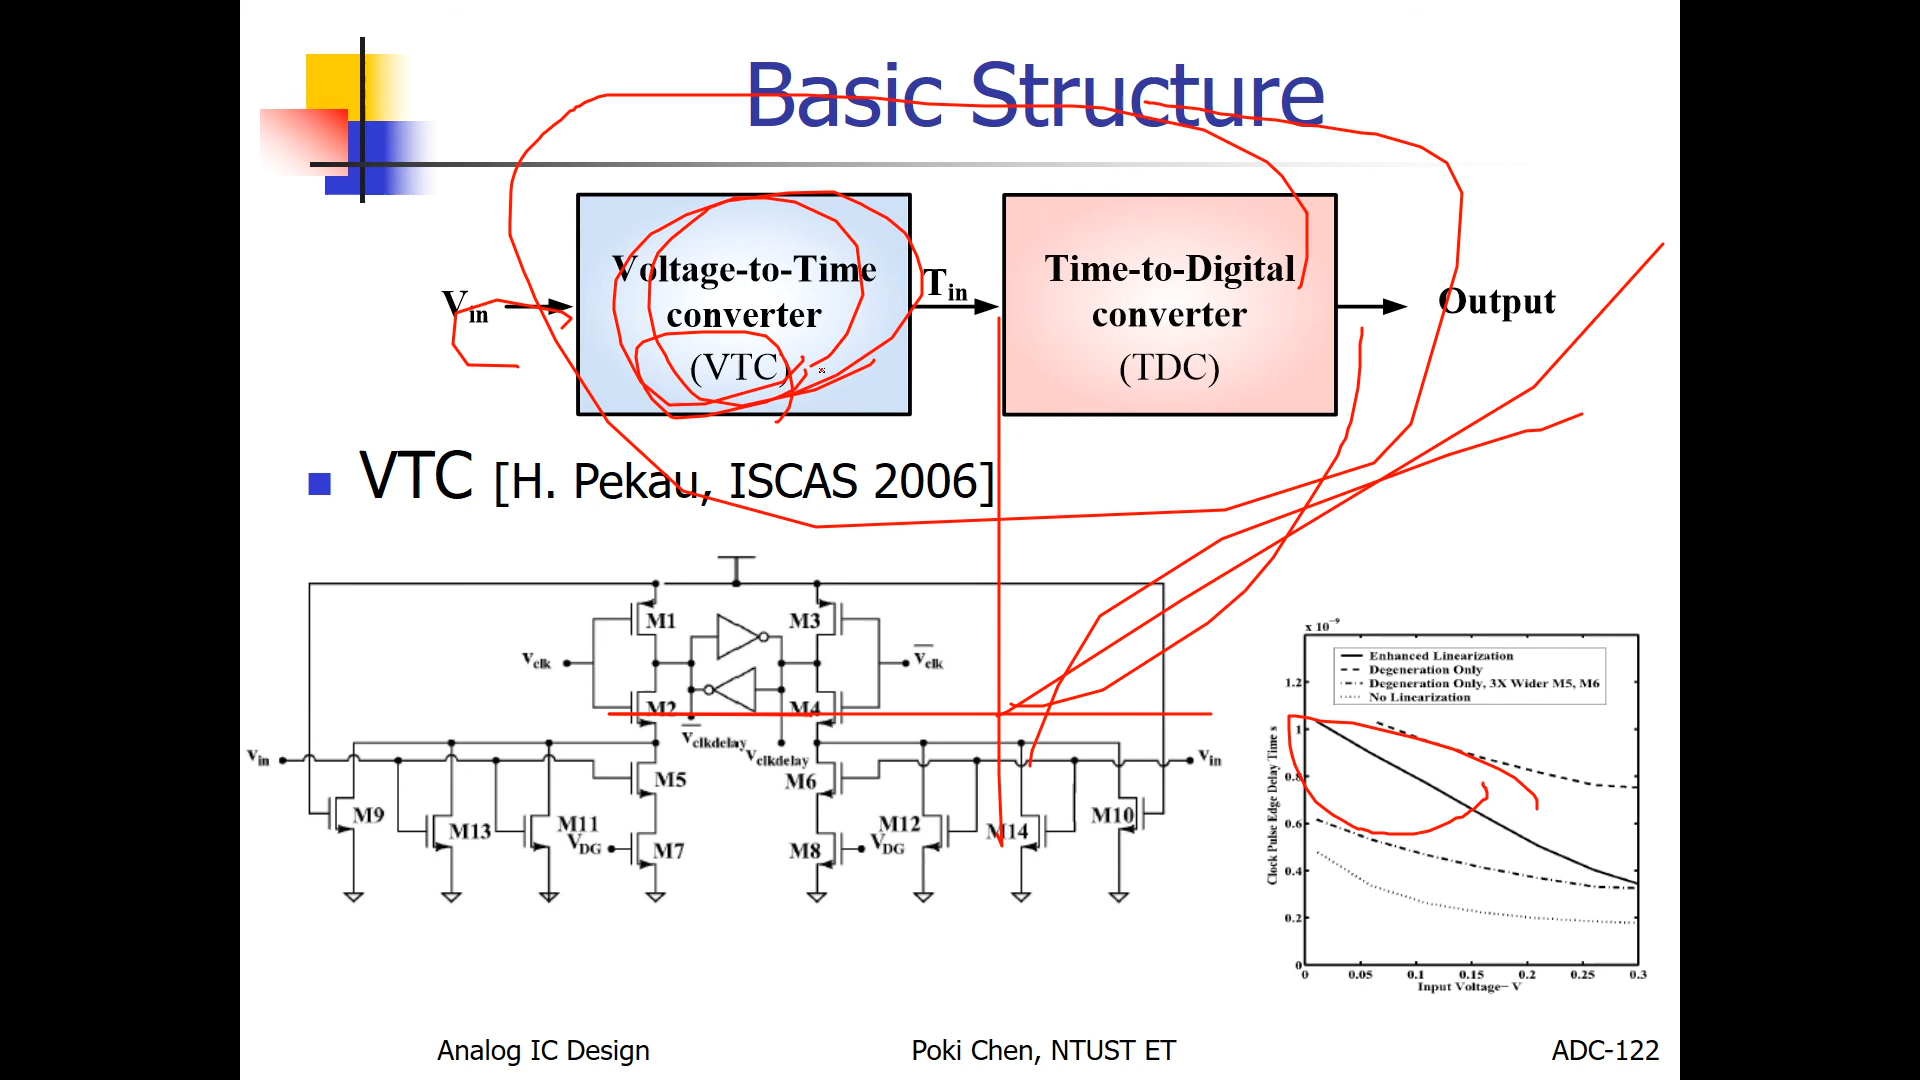 Basic Structure
Voltage-to-Time
converter
(VTC)
Vin
Tin
Time-to-Digital
converter
(TDC)
Output
VTC [H. Pekau, ISCAS 2006]
M1
M3
vclk
vclk
M2
M4
vclkdelay
vclkdelay
vin
vin
M5
M6
M9
M13
M11
VDG
M7
M8
M12
VDG
M14
M10
x 10⁻⁹
Enhanced Linearization
Degeneration Only
Degeneration Only, 3X Wider M5, M6
No Linearization
Clock Pulse Edge Delay Time s
1.2
1
0.8
0.6
0.4
0.2
0
0 0.05 0.1 0.15 0.2 0.25 0.3
Input Voltage– V
Analog IC Design
Poki Chen, NTUST ET
ADC-122